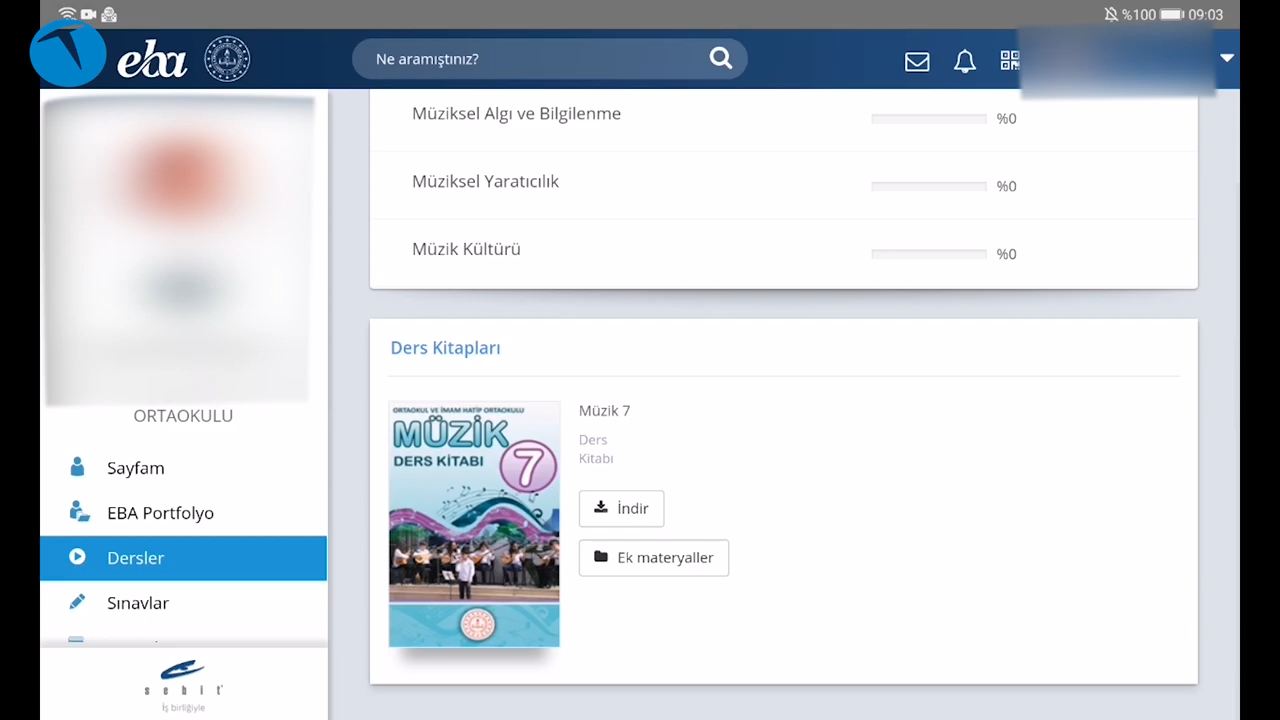 %100 09:03
eba
Ne aramıştınız?
Müziksel Algı ve Bilgilenme %0
Müziksel Yaratıcılık %0
Müzik Kültürü %0
ORTAOKULU
Sayfam
EBA Portfolyo
Dersler
Sınavlar
sebit
İş birliğiyle
Ders Kitapları
ORTAOKUL VE İMAM HATİP ORTAOKULU
MÜZİK
DERS KİTABI 7
Müzik 7
Ders
Kitabı
İndir
Ek materyaller